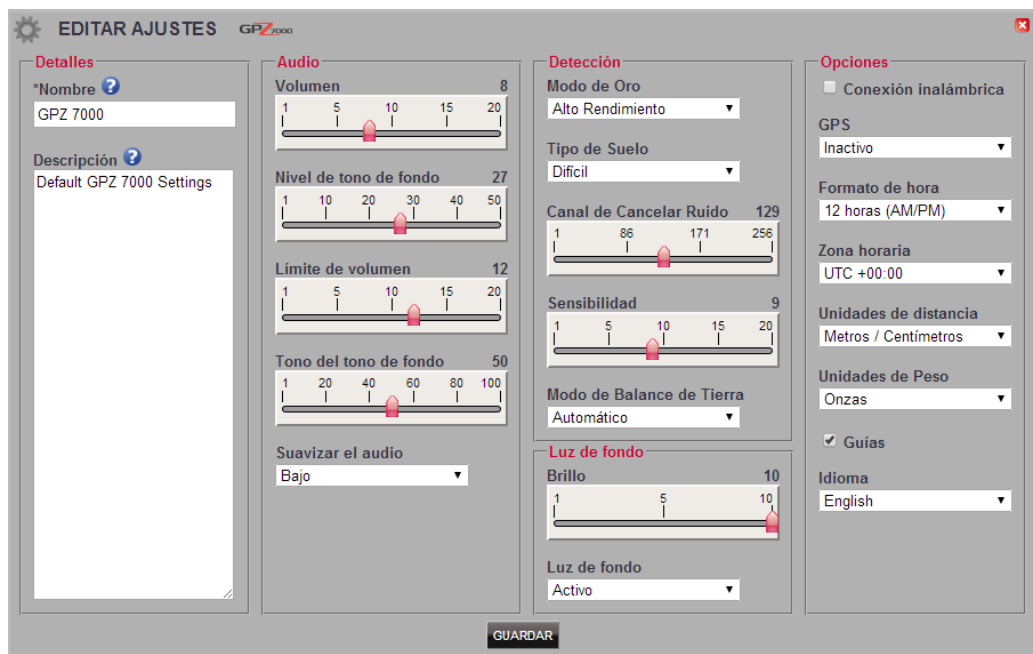 EDITAR AJUSTES GPZ 7000
Detalles
*Nombre ?
GPZ 7000
Descripción ?
Default GPZ 7000 Settings
Audio
Volumen 8
1 5 10 15 20
Nivel de tono de fondo 27
1 10 20 30 40 50
Límite de volumen 12
1 5 10 15 20
Tono del tono de fondo 50
1 20 40 60 80 100
Suavizar el audio
Bajo
Detección
Modo de Oro
Alto Rendimiento
Tipo de Suelo
Difícil
Canal de Cancelar Ruido 129
1 86 171 256
Sensibilidad 9
1 5 10 15 20
Modo de Balance de Tierra
Automático
Luz de fondo
Brillo 10
1 5 10
Luz de fondo
Activo
Opciones
Conexión inalámbrica
GPS
Inactivo
Formato de hora
12 horas (AM/PM)
Zona horaria
UTC +00:00
Unidades de distancia
Metros / Centímetros
Unidades de Peso
Onzas
Guías
Idioma
English
GUARDAR